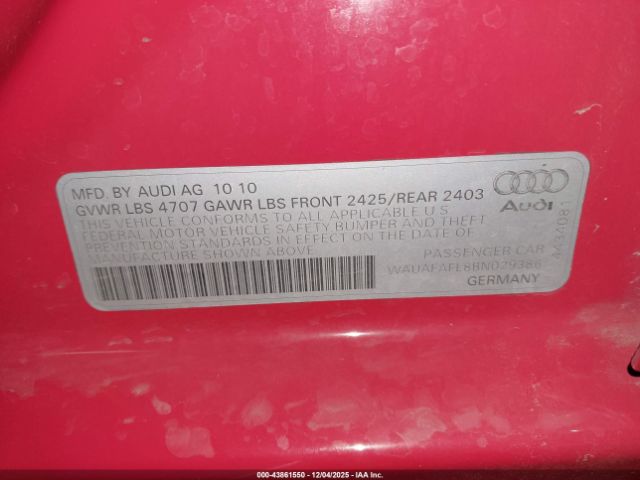 MFD. BY AUDI AG 10 10
GVWR LBS 4707 GAWR LBS FRONT 2425/REAR 2403
THIS VEHICLE CONFORMS TO ALL APPLICABLE U S
FEDERAL MOTOR VEHICLE SAFETY BUMPER AND THEFT
PREVENTION STANDARDS IN EFFECT ON THE DATE OF
MANUFACTURE SHOWN ABOVE
PASSENGER CAR
WAUAFAFL8BN029386
GERMANY
Audi
A434081
000-43861550 - 12/04/2025 - IAA Inc.